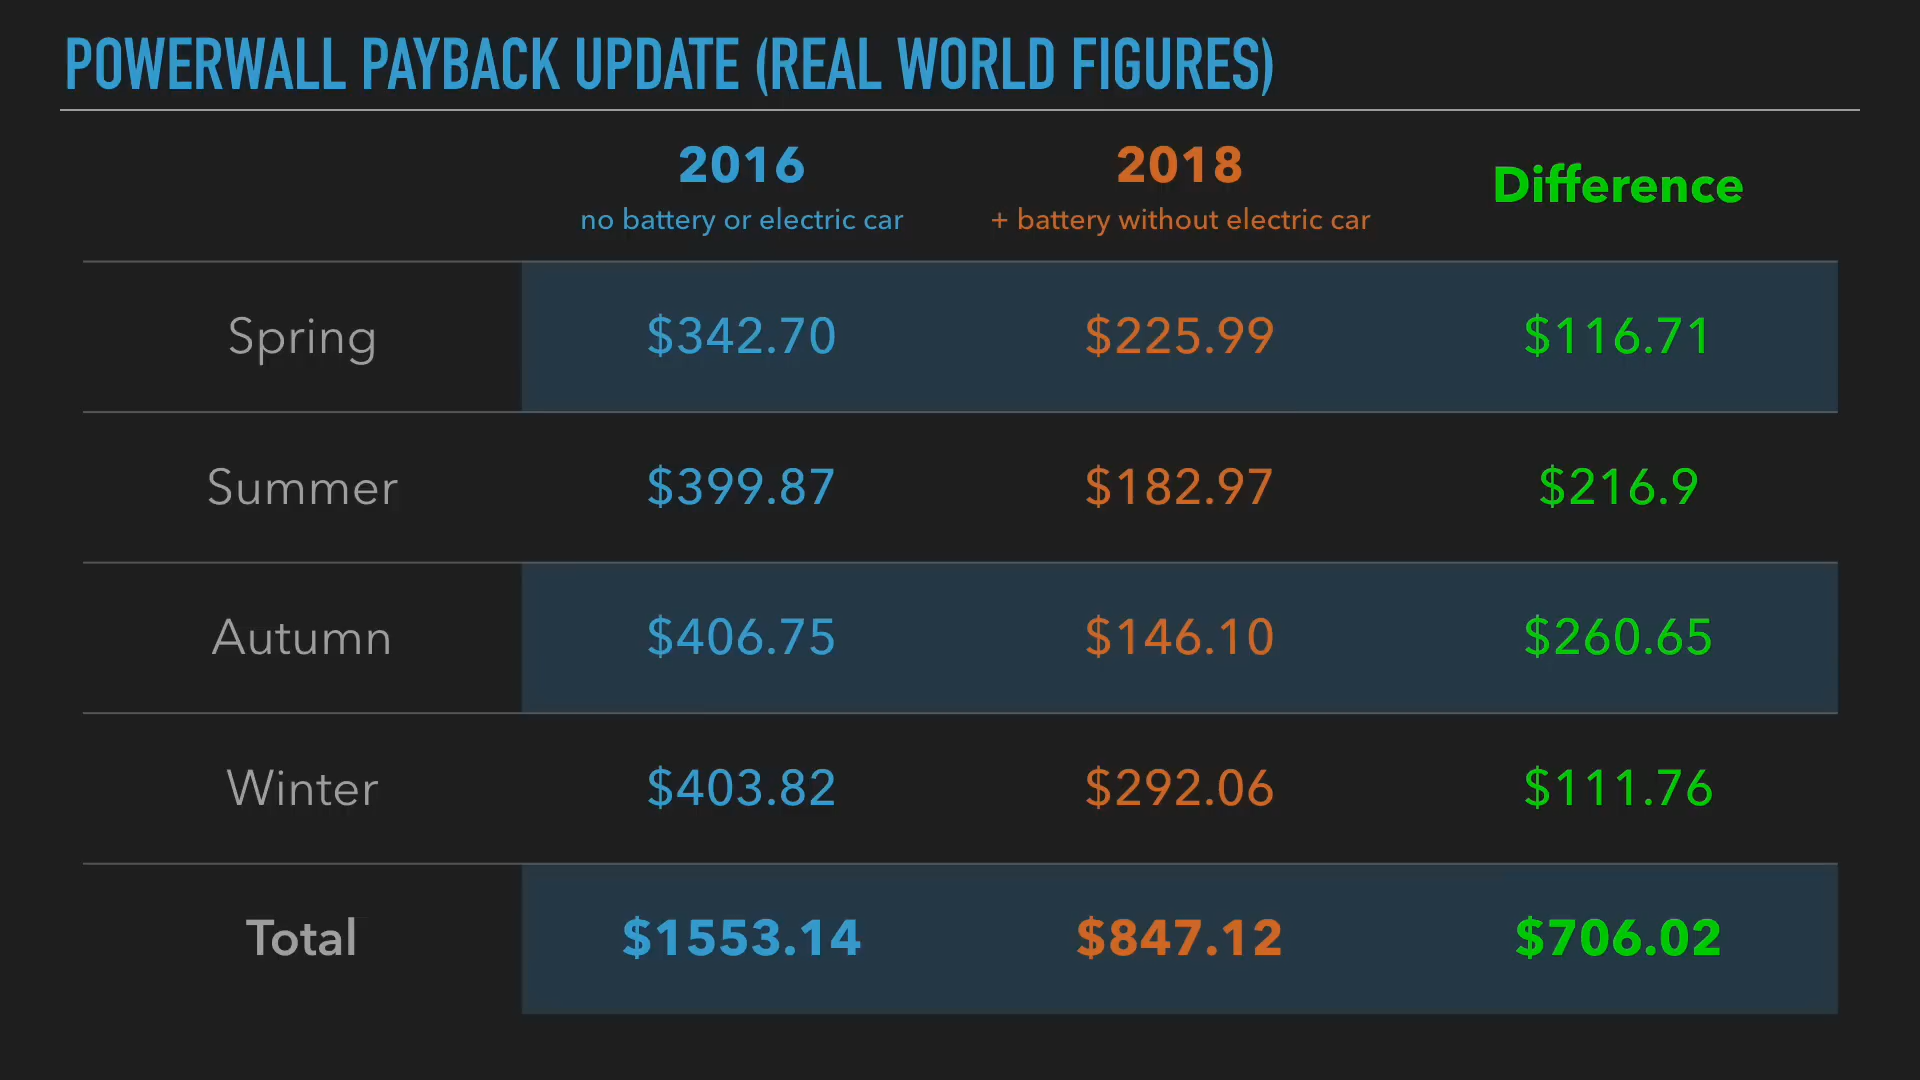 POWERWALL PAYBACK UPDATE (REAL WORLD FIGURES)
2016 2018 Difference
no battery or electric car + battery without electric car
Spring $342.70 $225.99 $116.71
Summer $399.87 $182.97 $216.9
Autumn $406.75 $146.10 $260.65
Winter $403.82 $292.06 $111.76
Total $1553.14 $847.12 $706.02